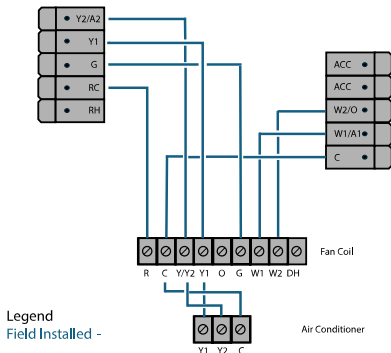 Y2/A2
Y1
G
RC
RH
ACC
ACC
W2/O
W1/A1
C
Fan Coil
R C Y/Y2 Y1 O G W1 W2 DH
Legend
Field Installed -
Air Conditioner
Y1 Y2 C